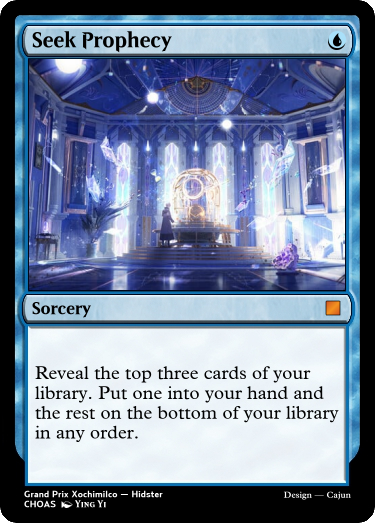 Seek Prophecy
Sorcery
Reveal the top three cards of your
library. Put one into your hand and
the rest on the bottom of your library
in any order.
Grand Prix Xochimilco — Hidster
Design — Cajun
CHOAS Ying Yi